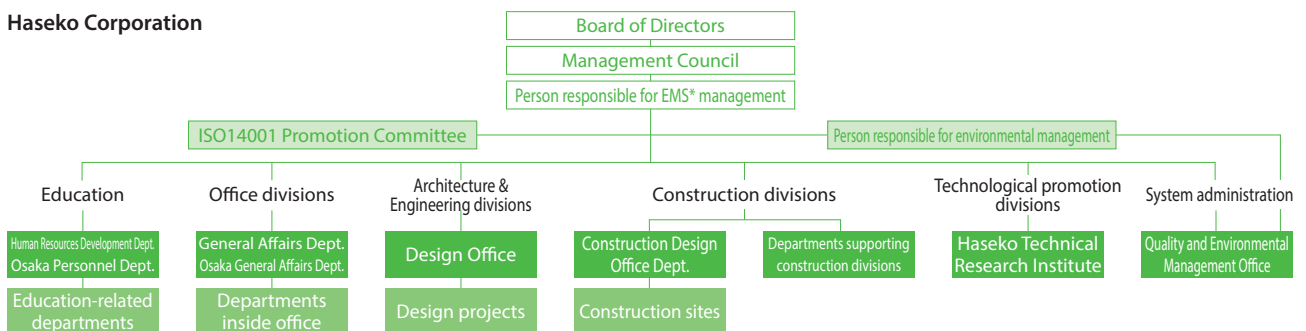 Haseko Corporation
Board of Directors
Management Council
Person responsible for EMS* management
ISO14001 Promotion Committee
Person responsible for environmental management
Education
Office divisions
Architecture &
Engineering divisions
Construction divisions
Technological promotion
divisions
System administration
Human Resources Development Dept.
Osaka Personnel Dept.
General Affairs Dept.
Osaka General Affairs Dept.
Design Office
Construction Design
Office Dept.
Departments supporting
construction divisions
Haseko Technical
Research Institute
Quality and Environmental
Management Office
Education-related
departments
Departments
inside office
Design projects
Construction sites